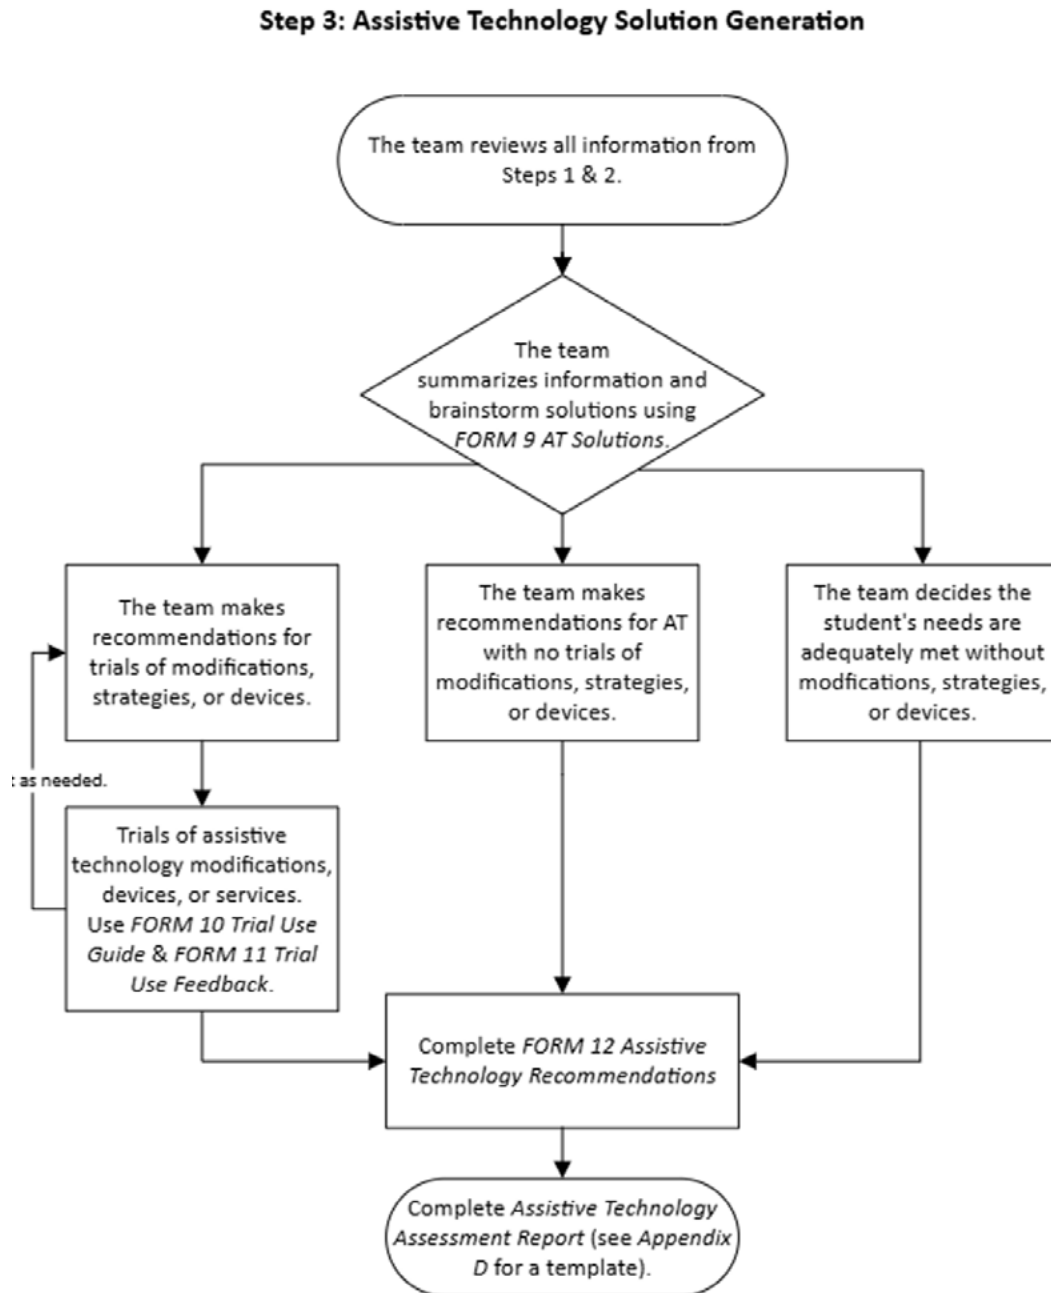 Step 3: Assistive Technology Solution Generation
The team reviews all information from
Steps 1 & 2.
The team
summarizes information and
brainstorm solutions using
FORM 9 AT Solutions.
The team makes
recommendations for
trials of modifications,
strategies, or devices.
The team makes
recommendations for AT
with no trials of
modifications, strategies,
or devices.
The team decides the
student's needs are
adequately met without
modfications, strategies,
or devices.
as needed.
Trials of assistive
technology modifications,
devices, or services.
Use FORM 10 Trial Use
Guide & FORM 11 Trial
Use Feedback.
Complete FORM 12 Assistive
Technology Recommendations
Complete Assistive Technology
Assessment Report (see Appendix
D for a template).